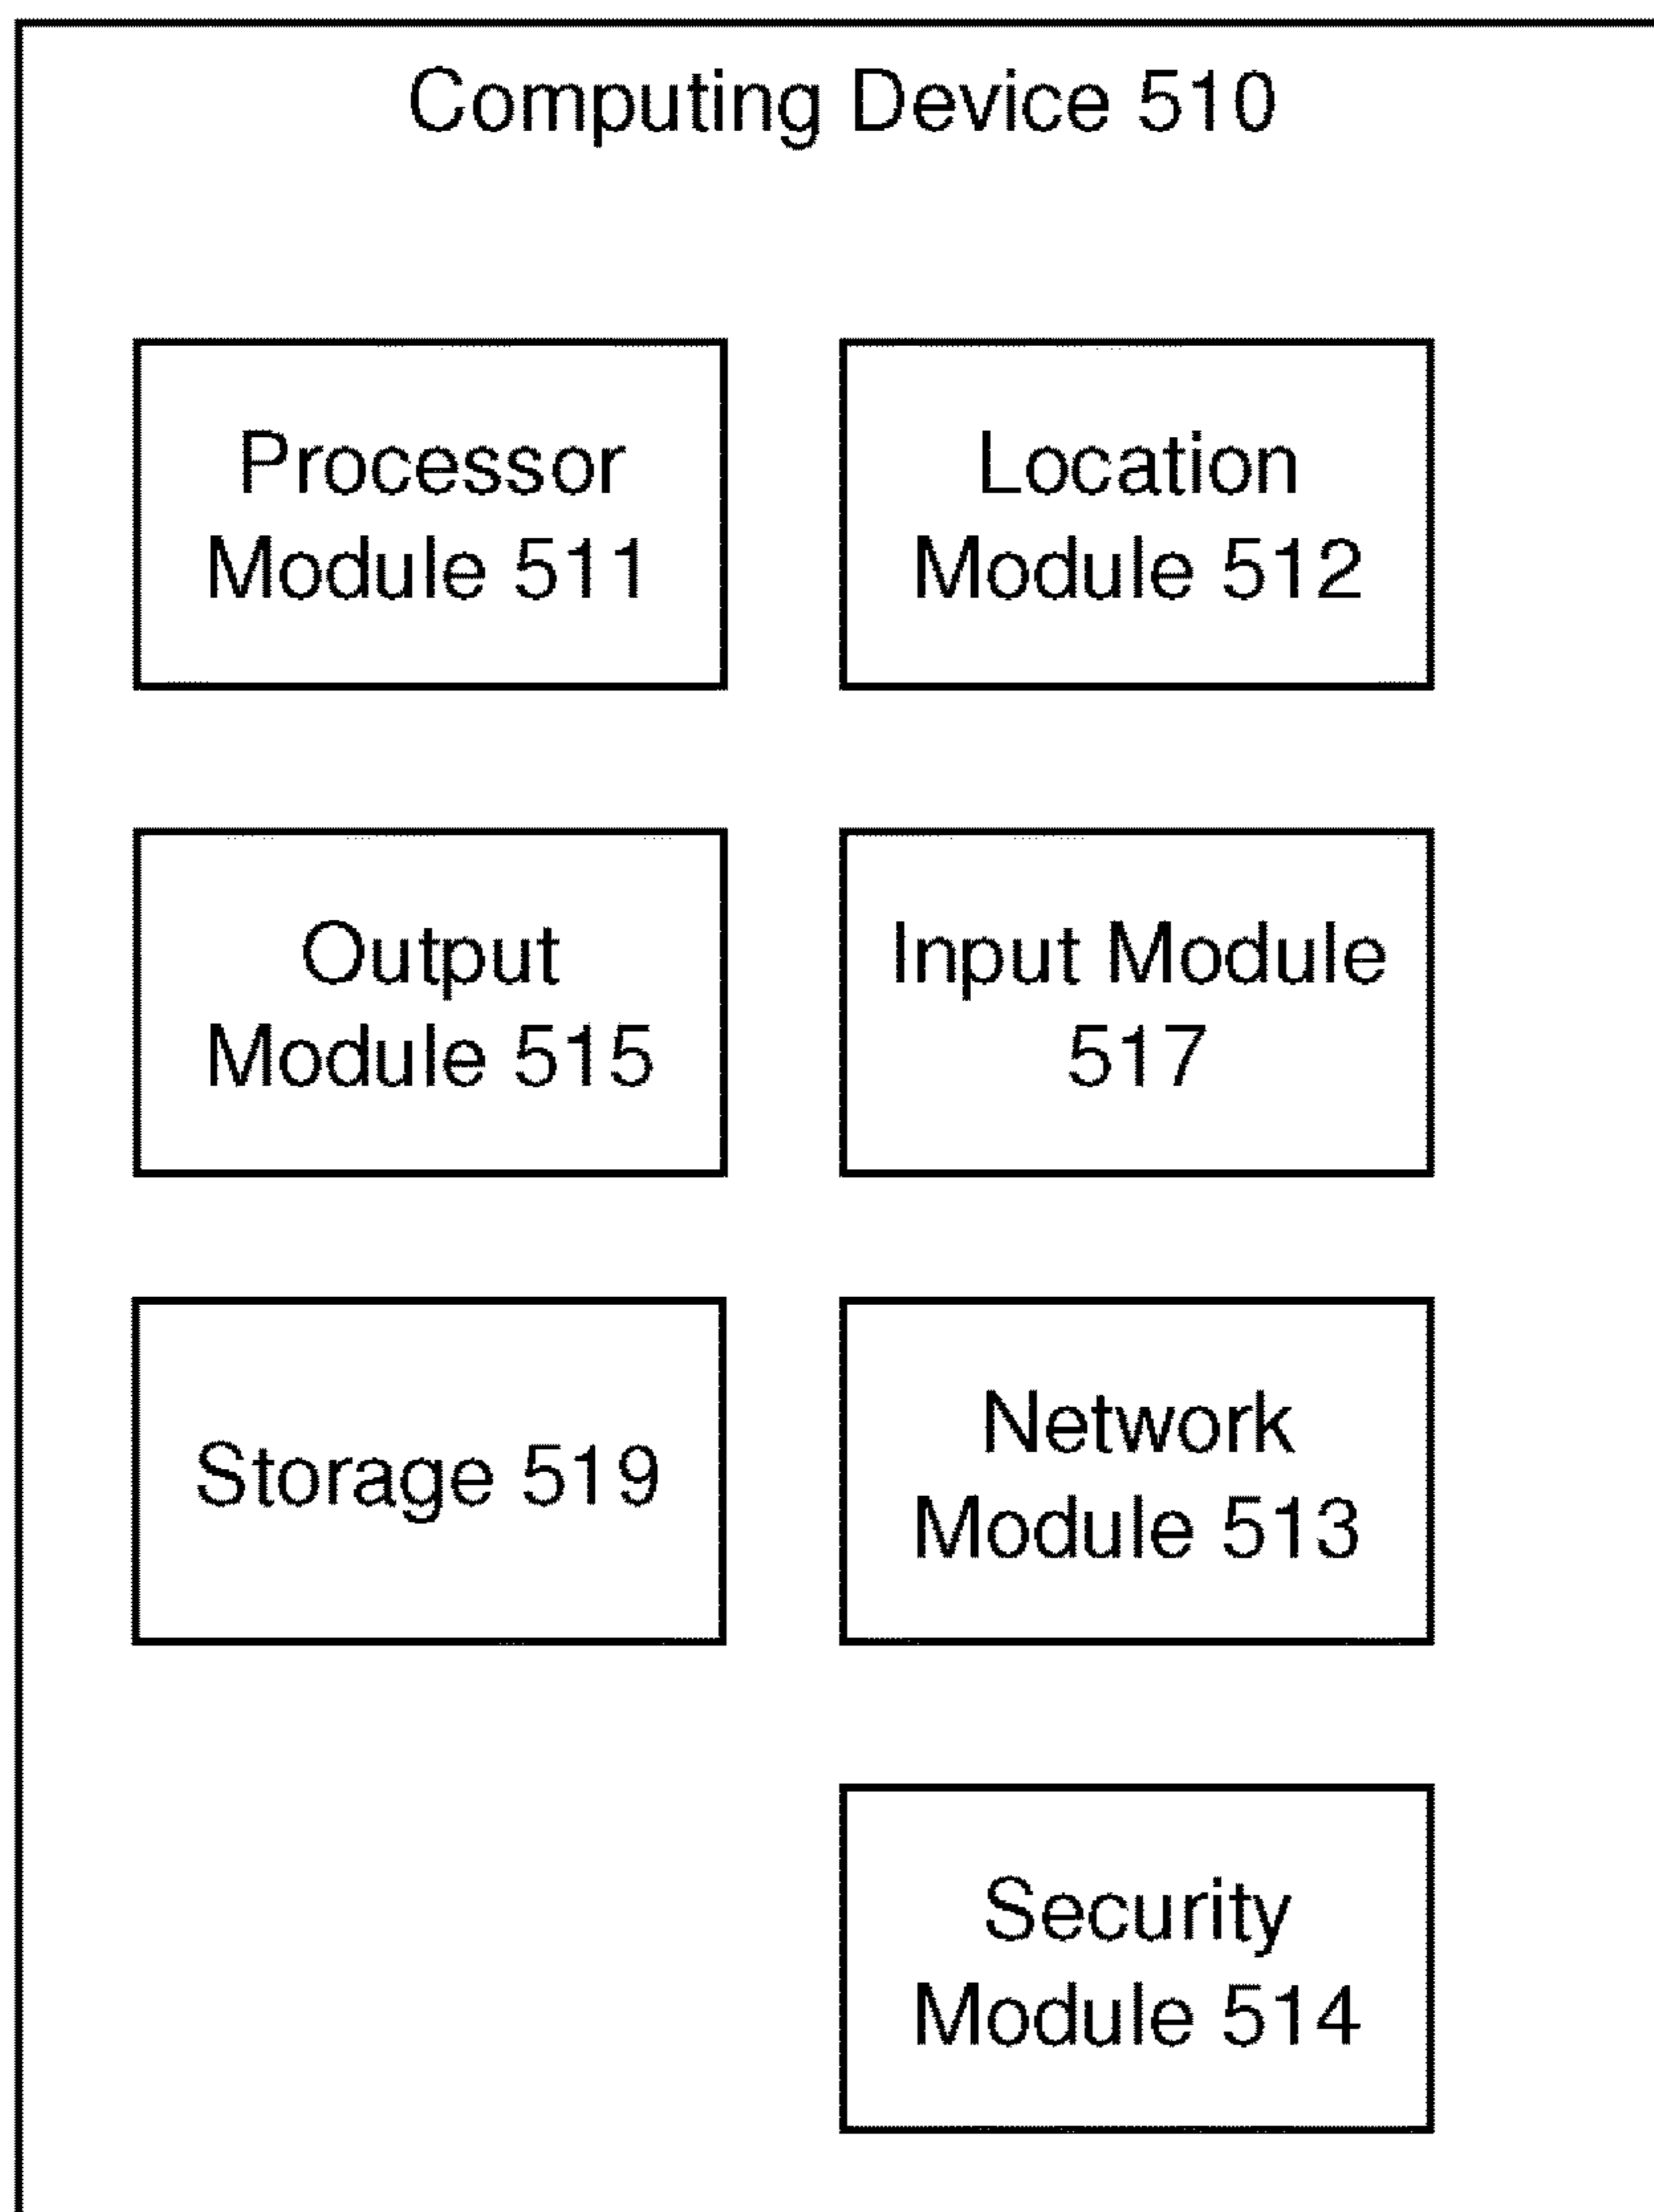 Computing Device 510
Processor
Module 511
Location
Module 512
Output
Module 515
Input Module
517
Storage 519
Network
Module 513
Security
Module 514